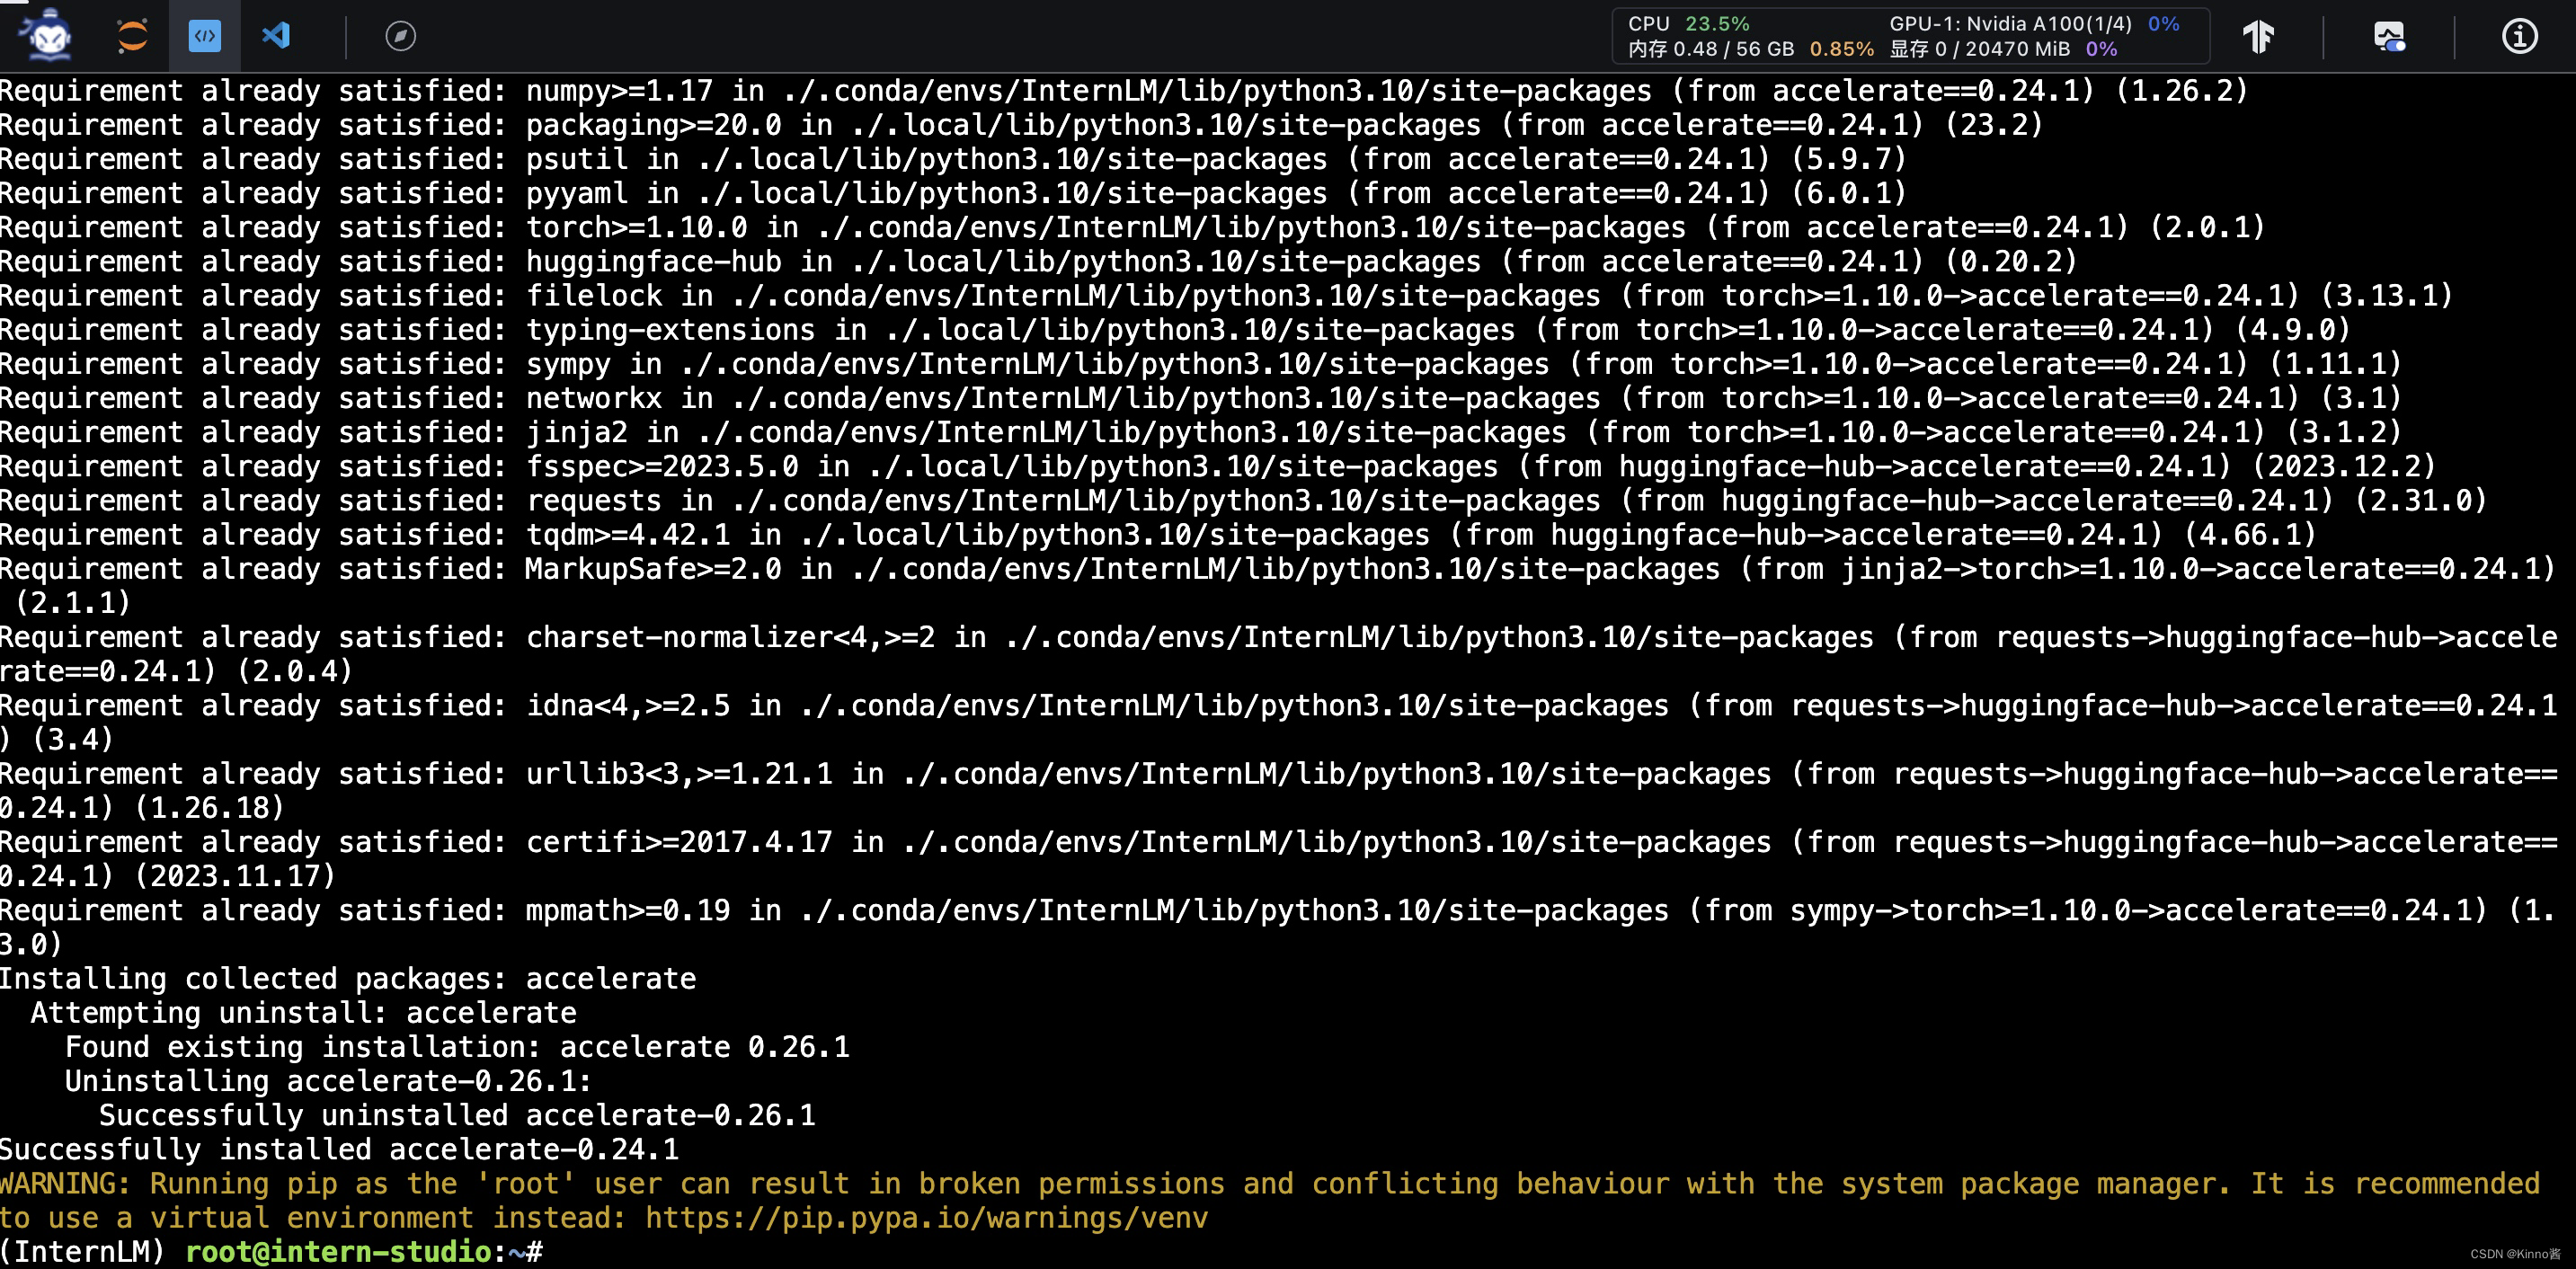 CPU 23.5% GPU-1: Nvidia A100(1/4) 0%
内存 0.48 / 56 GB 0.85% 显存 0 / 20470 MiB 0%
Requirement already satisfied: numpy>=1.17 in ./.conda/envs/InternLM/lib/python3.10/site-packages (from accelerate==0.24.1) (1.26.2)
Requirement already satisfied: packaging>=20.0 in ./.local/lib/python3.10/site-packages (from accelerate==0.24.1) (23.2)
Requirement already satisfied: psutil in ./.local/lib/python3.10/site-packages (from accelerate==0.24.1) (5.9.7)
Requirement already satisfied: pyyaml in ./.local/lib/python3.10/site-packages (from accelerate==0.24.1) (6.0.1)
Requirement already satisfied: torch>=1.10.0 in ./.conda/envs/InternLM/lib/python3.10/site-packages (from accelerate==0.24.1) (2.0.1)
Requirement already satisfied: huggingface-hub in ./.local/lib/python3.10/site-packages (from accelerate==0.24.1) (0.20.2)
Requirement already satisfied: filelock in ./.conda/envs/InternLM/lib/python3.10/site-packages (from torch>=1.10.0->accelerate==0.24.1) (3.13.1)
Requirement already satisfied: typing-extensions in ./.local/lib/python3.10/site-packages (from torch>=1.10.0->accelerate==0.24.1) (4.9.0)
Requirement already satisfied: sympy in ./.conda/envs/InternLM/lib/python3.10/site-packages (from torch>=1.10.0->accelerate==0.24.1) (1.11.1)
Requirement already satisfied: networkx in ./.conda/envs/InternLM/lib/python3.10/site-packages (from torch>=1.10.0->accelerate==0.24.1) (3.1)
Requirement already satisfied: jinja2 in ./.conda/envs/InternLM/lib/python3.10/site-packages (from torch>=1.10.0->accelerate==0.24.1) (3.1.2)
Requirement already satisfied: fsspec>=2023.5.0 in ./.local/lib/python3.10/site-packages (from huggingface-hub->accelerate==0.24.1) (2023.12.2)
Requirement already satisfied: requests in ./.conda/envs/InternLM/lib/python3.10/site-packages (from huggingface-hub->accelerate==0.24.1) (2.31.0)
Requirement already satisfied: tqdm>=4.42.1 in ./.local/lib/python3.10/site-packages (from huggingface-hub->accelerate==0.24.1) (4.66.1)
Requirement already satisfied: MarkupSafe>=2.0 in ./.conda/envs/InternLM/lib/python3.10/site-packages (from jinja2->torch>=1.10.0->accelerate==0.24.1)
(2.1.1)
Requirement already satisfied: charset-normalizer<4,>=2 in ./.conda/envs/InternLM/lib/python3.10/site-packages (from requests->huggingface-hub->accele
rate==0.24.1) (2.0.4)
Requirement already satisfied: idna<4,>=2.5 in ./.conda/envs/InternLM/lib/python3.10/site-packages (from requests->huggingface-hub->accelerate==0.24.1
) (3.4)
Requirement already satisfied: urllib3<3,>=1.21.1 in ./.conda/envs/InternLM/lib/python3.10/site-packages (from requests->huggingface-hub->accelerate==
0.24.1) (1.26.18)
Requirement already satisfied: certifi>=2017.4.17 in ./.conda/envs/InternLM/lib/python3.10/site-packages (from requests->huggingface-hub->accelerate==
0.24.1) (2023.11.17)
Requirement already satisfied: mpmath>=0.19 in ./.conda/envs/InternLM/lib/python3.10/site-packages (from sympy->torch>=1.10.0->accelerate==0.24.1) (1.
3.0)
Installing collected packages: accelerate
Attempting uninstall: accelerate
Found existing installation: accelerate 0.26.1
Uninstalling accelerate-0.26.1:
Successfully uninstalled accelerate-0.26.1
Successfully installed accelerate-0.24.1
WARNING: Running pip as the 'root' user can result in broken permissions and conflicting behaviour with the system package manager. It is recommended
to use a virtual environment instead: https://pip.pypa.io/warnings/venv
(InternLM) root@intern-studio:~#
CSDN @Kinno酱